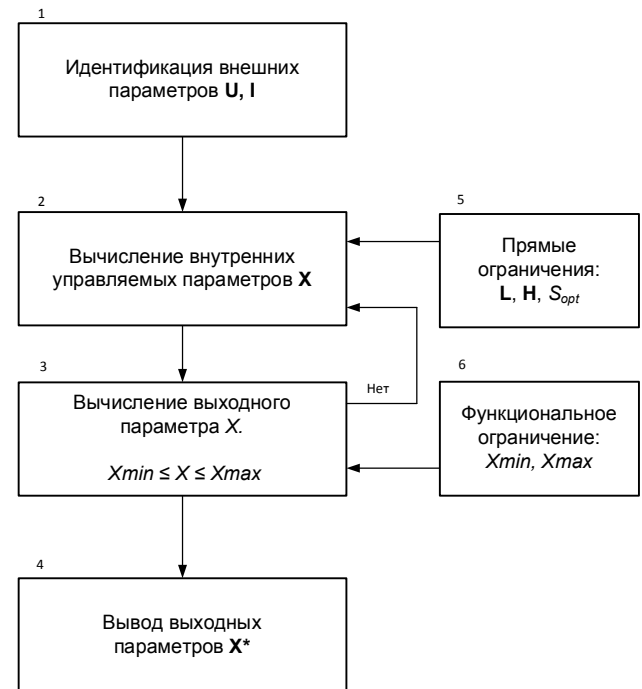 1
Идентификация внешних
параметров U, I
2
Вычисление внутренних
управляемых параметров X
5
Прямые
ограничения:
L, H, Sopt
3
Вычисление выходного
параметра X.
Xmin ≤ X ≤ Xmax
Нет
6
Функциональное
ограничение:
Xmin, Xmax
4
Вывод выходных
параметров X*